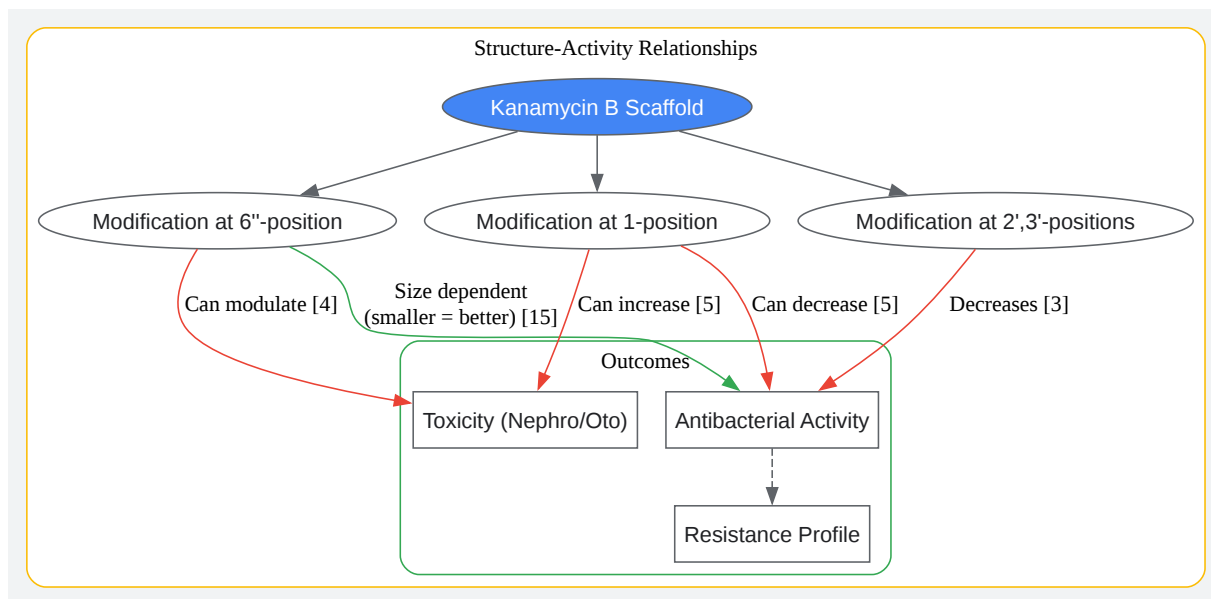 Structure-Activity Relationships
Kanamycin B Scaffold
Modification at 6''-position
Modification at 1-position
Modification at 2',3'-positions
Can modulate [4]
Size dependent
(smaller = better) [15]
Can increase [5]
Can decrease [5]
Decreases [3]
Outcomes
Toxicity (Nephro/Oto)
Antibacterial Activity
Resistance Profile